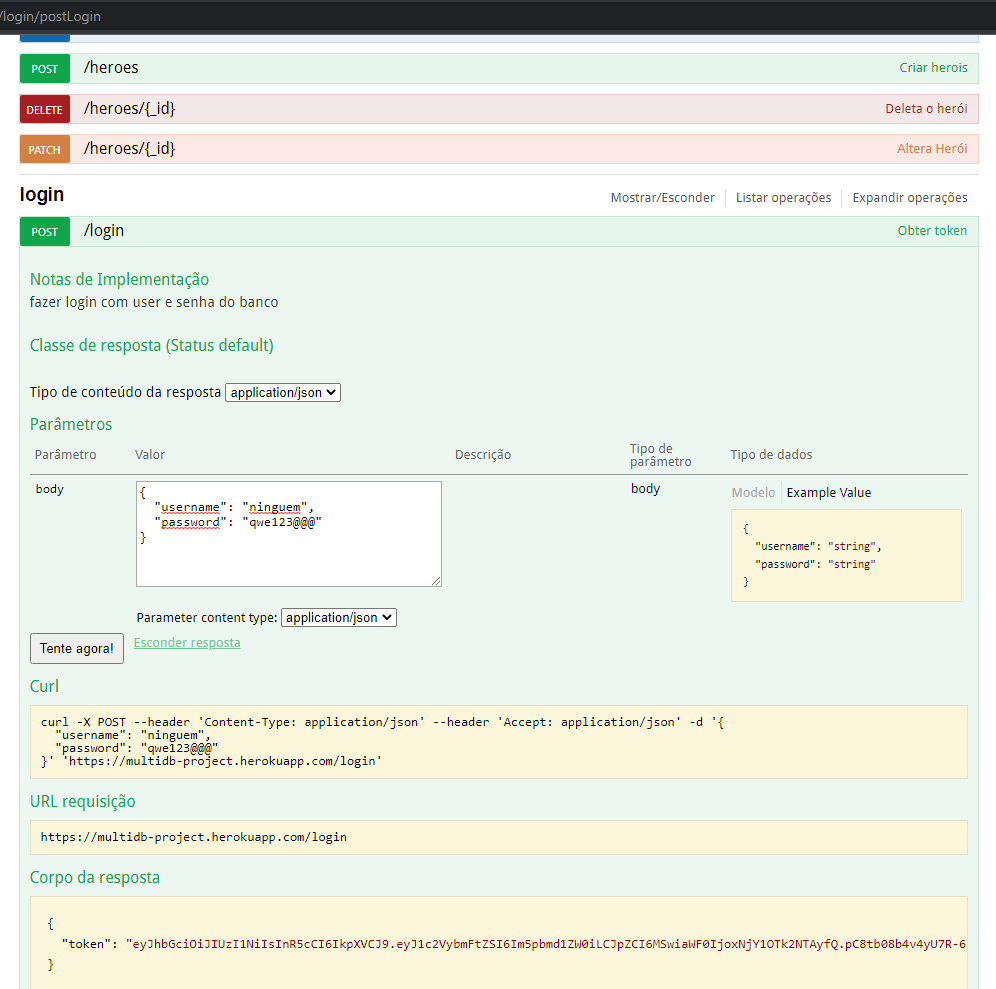 /login/postLogin
POST /heroes Criar herois
DELETE /heroes/{_id} Deleta o herói
PATCH /heroes/{_id} Altera Herói
login Mostrar/Esconder Listar operações Expandir operações
POST /login Obter token
Notas de Implementação
fazer login com user e senha do banco
Classe de resposta (Status default)
Tipo de conteúdo da resposta application/json
Parâmetros
Parâmetro Valor Descrição Tipo de parâmetro Tipo de dados
body
{
"username": "ninguem",
"password": "qwe123@@@"
}
Parameter content type: application/json
body
Modelo Example Value
{
"username": "string",
"password": "string"
}
Tente agora! Esconder resposta
Curl
curl -X POST --header 'Content-Type: application/json' --header 'Accept: application/json' -d '{
"username": "ninguem",
"password": "qwe123@@@"
}' 'https://multidb-project.herokuapp.com/login'
URL requisição
https://multidb-project.herokuapp.com/login
Corpo da resposta
{
"token": "eyJhbGciOiJIUzI1NiIsInR5cCI6IkpXVCJ9.eyJ1c2VybmFtZSI6Im5pbmd1ZW0iLCJpZCI6MSwiaWF0IjoxNjY1OTk2NTAyfQ.pC8tb08b4v4yU7R-6
}